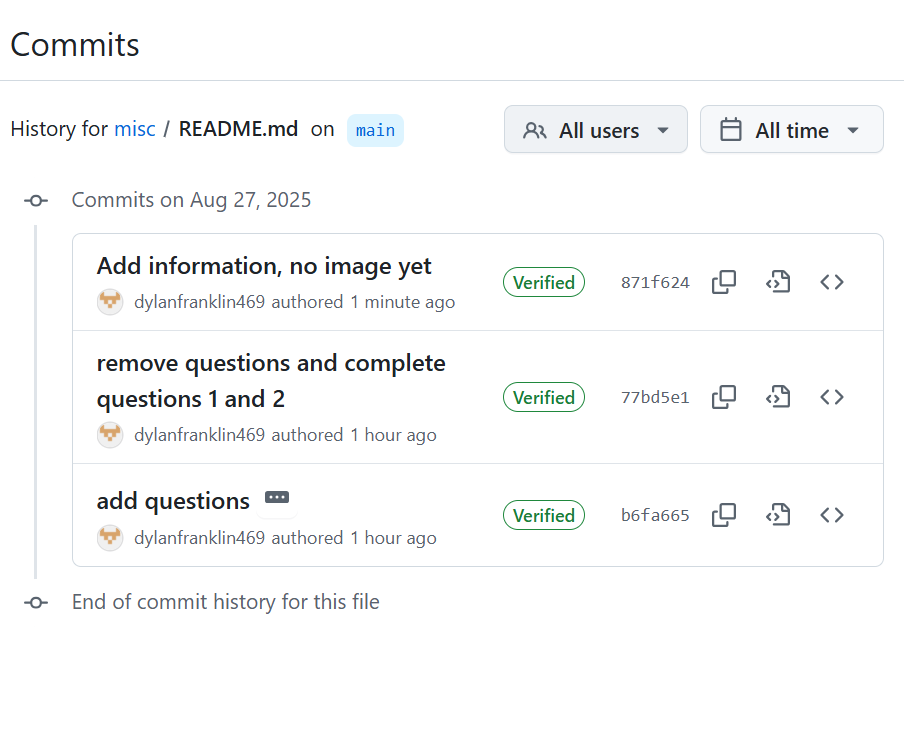 Commits
History for misc / README.md on main
All users
All time
Commits on Aug 27, 2025
Add information, no image yet
dylanfranklin469 authored 1 minute ago
Verified
871f624
remove questions and complete
questions 1 and 2
dylanfranklin469 authored 1 hour ago
Verified
77bd5e1
add questions
dylanfranklin469 authored 1 hour ago
Verified
b6fa665
End of commit history for this file